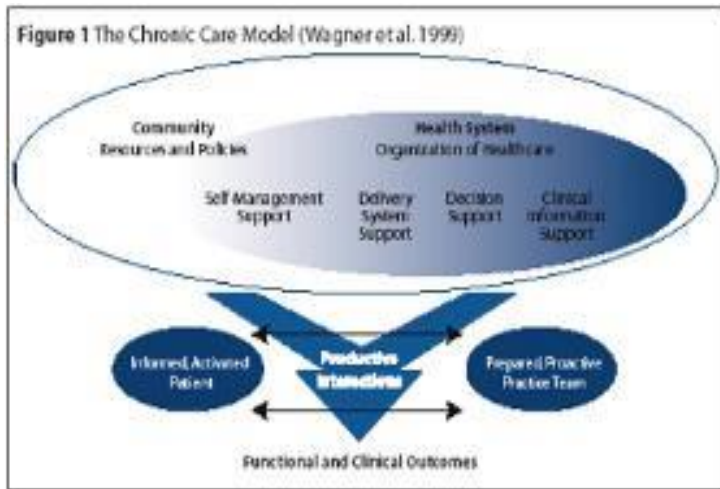 Figure 1 The Chronic Care Model (Wagner et al. 1999)
Community
Resources and Policies
Health System
Organization of Healthcare
Self Management
Support
Delivery
System
Support
Decision
Support
Clinical
Information
Support
Informed, Activated
Patient
Productive
Interactions
Prepared, Proactive
Practice Team
Functional and Clinical Outcomes